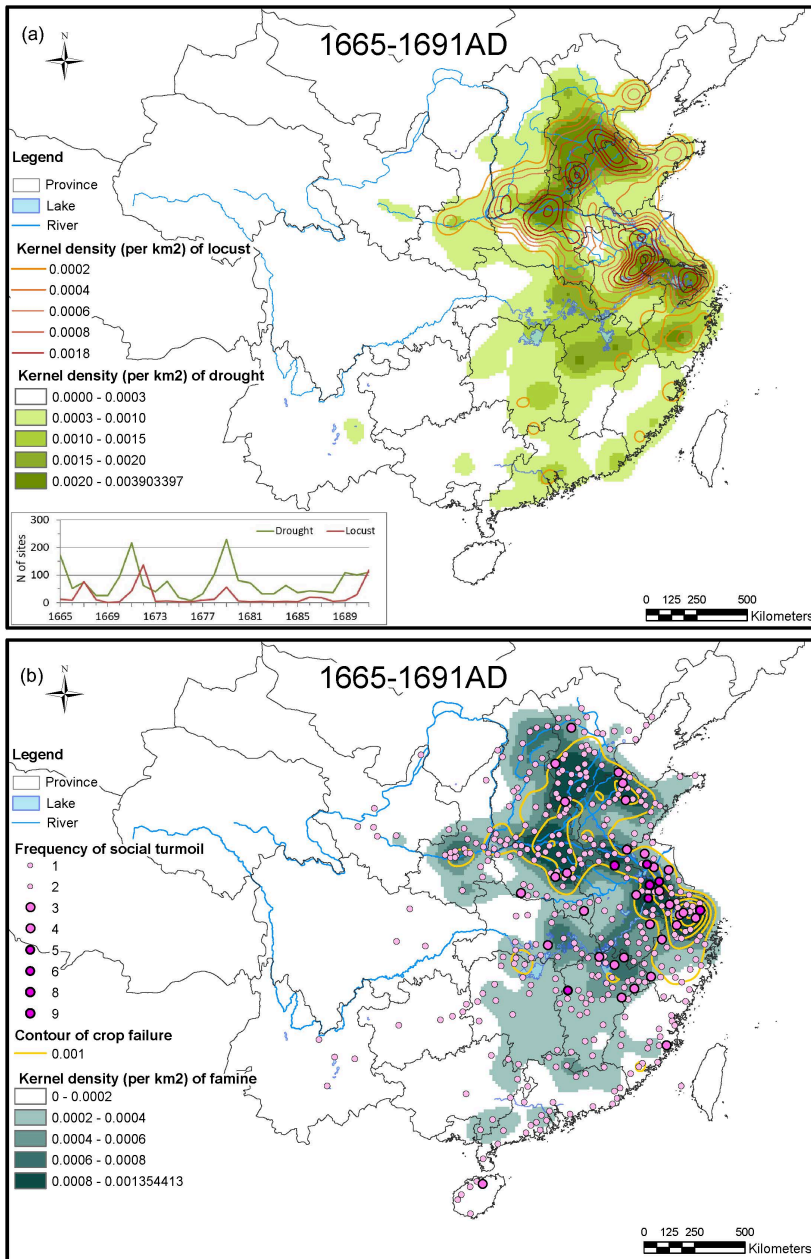 (a)
1665-1691AD
N
Legend
Province
Lake
River
Kernel density (per km2) of locust
0.0002
0.0004
0.0006
0.0008
0.0018
Kernel density (per km2) of drought
0.0000 - 0.0003
0.0003 - 0.0010
0.0010 - 0.0015
0.0015 - 0.0020
0.0020 - 0.003903397
N of sites
300
200
100
0
Drought
Locust
1665 1669 1673 1677 1681 1685 1689
0 125 250 500
Kilometers
(b)
1665-1691AD
N
Legend
Province
Lake
River
Frequency of social turmoil
1
2
3
4
5
6
8
9
Contour of crop failure
0.001
Kernel density (per km2) of famine
0 - 0.0002
0.0002 - 0.0004
0.0004 - 0.0006
0.0006 - 0.0008
0.0008 - 0.001354413
0 125 250 500
Kilometers